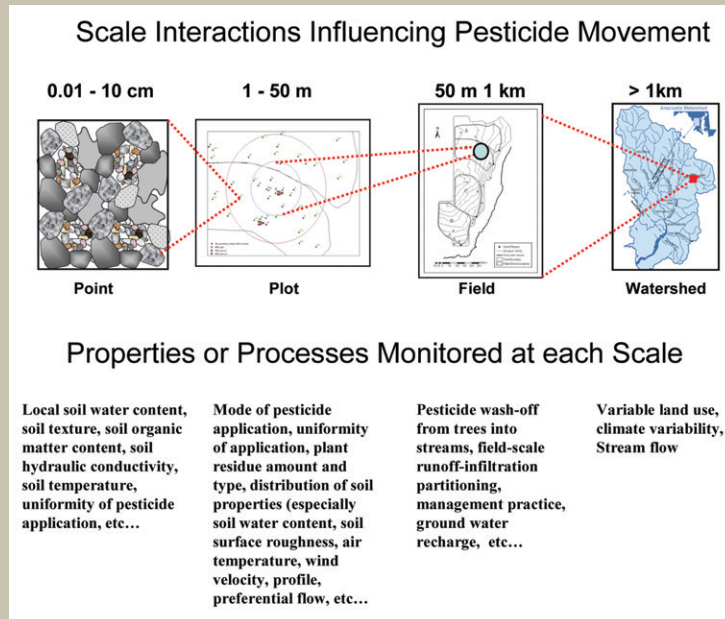 Scale Interactions Influencing Pesticide Movement
0.01 - 10 cm
1 - 50 m
50 m 1 km
> 1km
Anacostia Watershed
Point
Plot
Field
Watershed
Properties or Processes Monitored at each Scale
Local soil water content,
soil texture, soil organic
matter content, soil
hydraulic conductivity,
soil temperature,
uniformity of pesticide
application, etc…
Mode of pesticide
application, uniformity
of application, plant
residue amount and
type, distribution of soil
properties (especially
soil water content, soil
surface roughness, air
temperature, wind
velocity, profile,
preferential flow, etc…
Pesticide wash-off
from trees into
streams, field-scale
runoff-infiltration
partitioning,
management practice,
ground water
recharge, etc…
Variable land use,
climate variability,
Stream flow